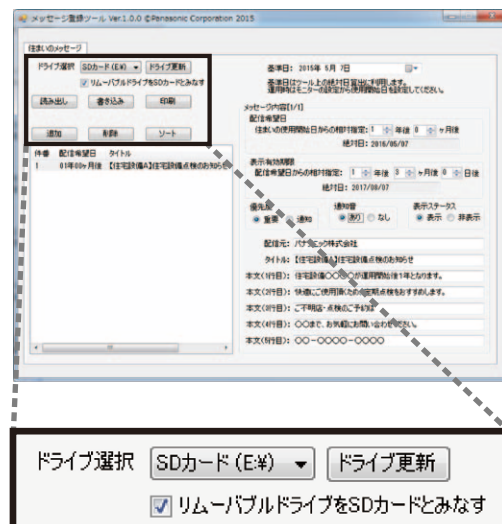 メッセージ登録ツール Ver.1.0.0 ©Panasonic Corporation 2015
住まいのメッセージ
ドライブ選択 SDカード (E:¥) ドライブ更新
リムーバブルドライブをSDカードとみなす
読み出し 書き込み 印刷
追加 削除 ソート
件番 配信希望日 タイトル
1 01年00ヶ月後 【住宅設備A】住宅設備点検のお知らせ
基準日: 2015年 5月 7日
基準日はツール上の絶対日算出に利用します。
運用時はモニターの設定から使用開始日を設定してください。
メッセージ内容[1/1]
配信希望日
住まいの使用開始日からの相対指定: 1 年後 0 ヶ月後
絶対日: 2016/05/07
表示有効期限
配信希望日からの相対指定: 1 年後 3 ヶ月後 0 日後
絶対日: 2017/08/07
優先度 通知音 表示ステータス
重要 通知 あり なし 表示 非表示
配信元: パナソニック株式会社
タイトル: 【住宅設備A】住宅設備点検のお知らせ
本文(1行目): 住宅設備〇〇〇〇が運用開始後1年となります。
本文(2行目): 快適にご使用頂くため定期点検をおすすめします。
本文(3行目): ご不明点・点検のご予約は
本文(4行目): 〇〇まで、お気軽にお問い合わせください。
本文(5行目): 〇〇-〇〇〇〇-〇〇〇〇
ドライブ選択 SDカード (E:¥) ドライブ更新
リムーバブルドライブをSDカードとみなす